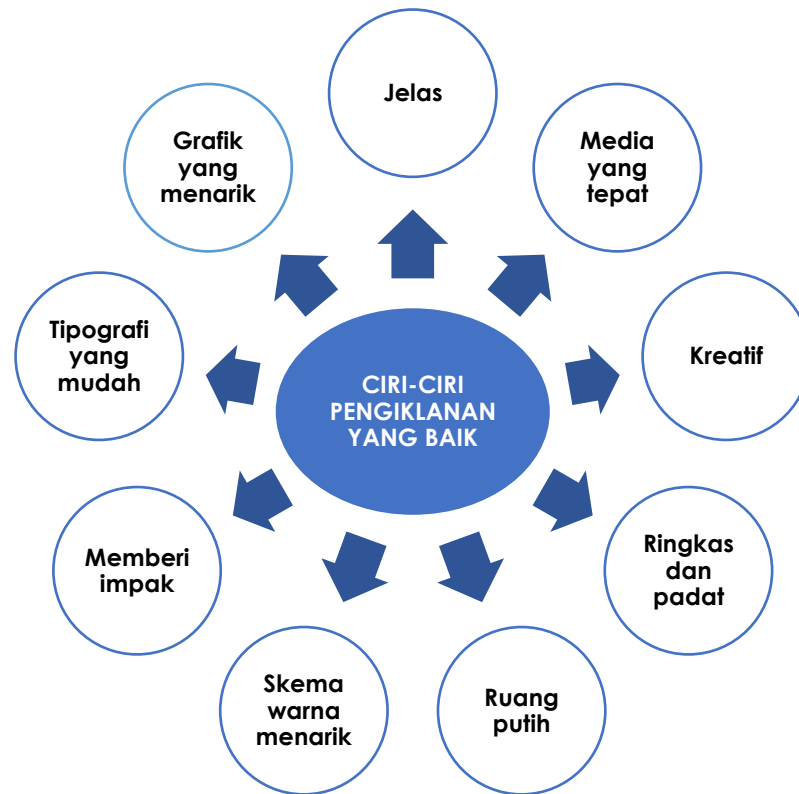 CIRI-CIRI
PENGIKLANAN
YANG BAIK
Jelas
Media
yang
tepat
Kreatif
Ringkas
dan
padat
Ruang
putih
Skema
warna
menarik
Memberi
impak
Tipografi
yang
mudah
Grafik
yang
menarik